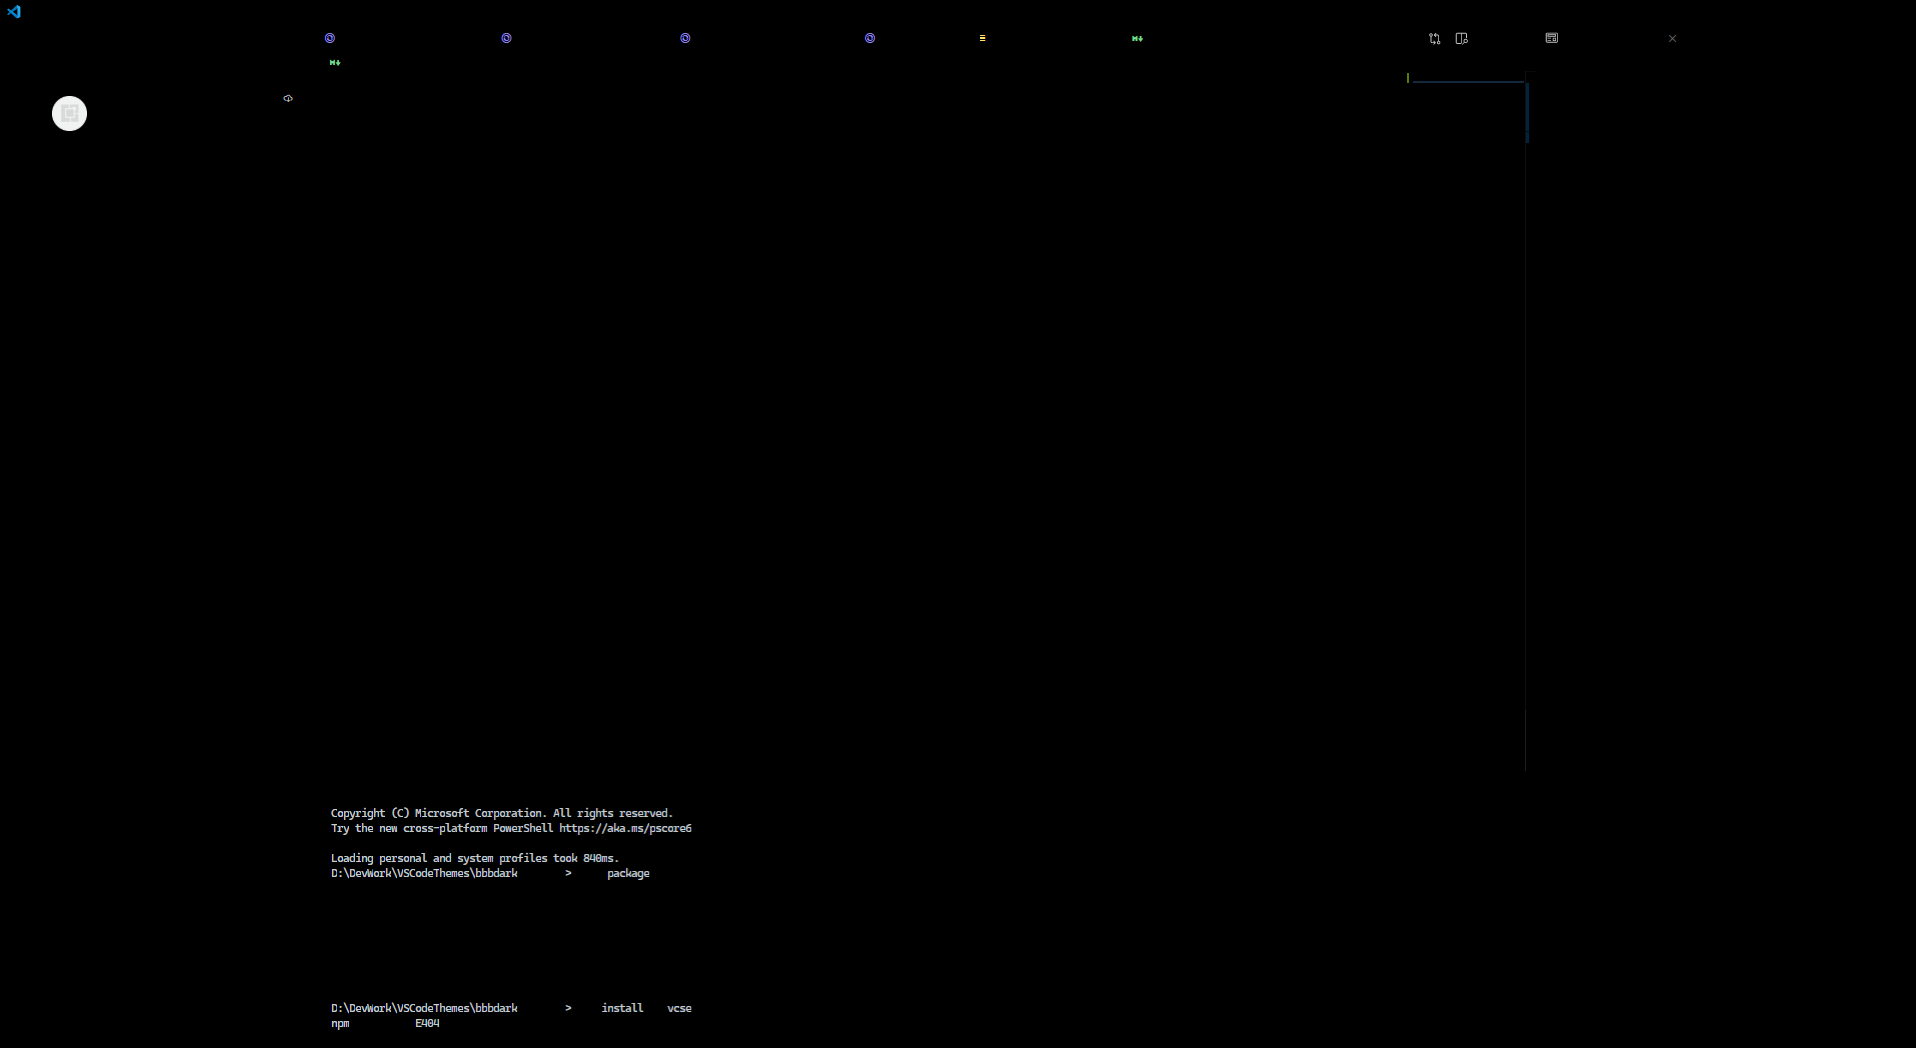 Copyright (C) Microsoft Corporation. All rights reserved.
Try the new cross-platform PowerShell https://aka.ms/pscore6
Loading personal and system profiles took 840ms.
D:\DevWork\VSCodeThemes\bbbdark > package
D:\DevWork\VSCodeThemes\bbbdark > install vcse
npm E404